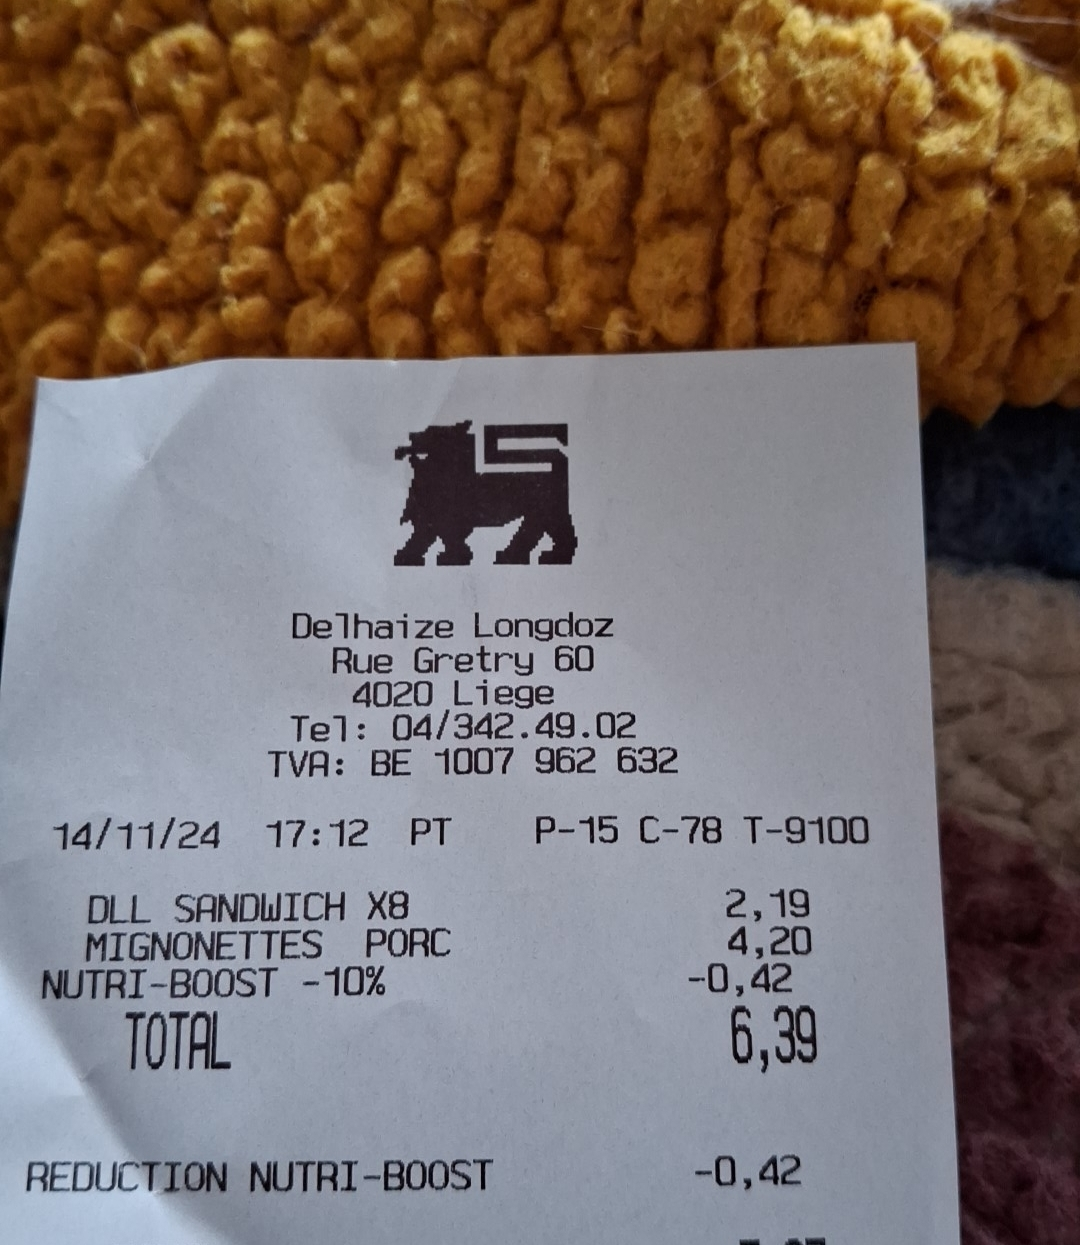 Delhaize Longdoz
Rue Gretry 60
4020 Liege
Tel: 04/342.49.02
TVA: BE 1007 962 632
14/11/24 17:12 PT P-15 C-78 T-9100
DLL SANDWICH X8 2,19
MIGNONETTES PORC 4,20
NUTRI-BOOST -10% -0,42
TOTAL 6,39
REDUCTION NUTRI-BOOST -0,42